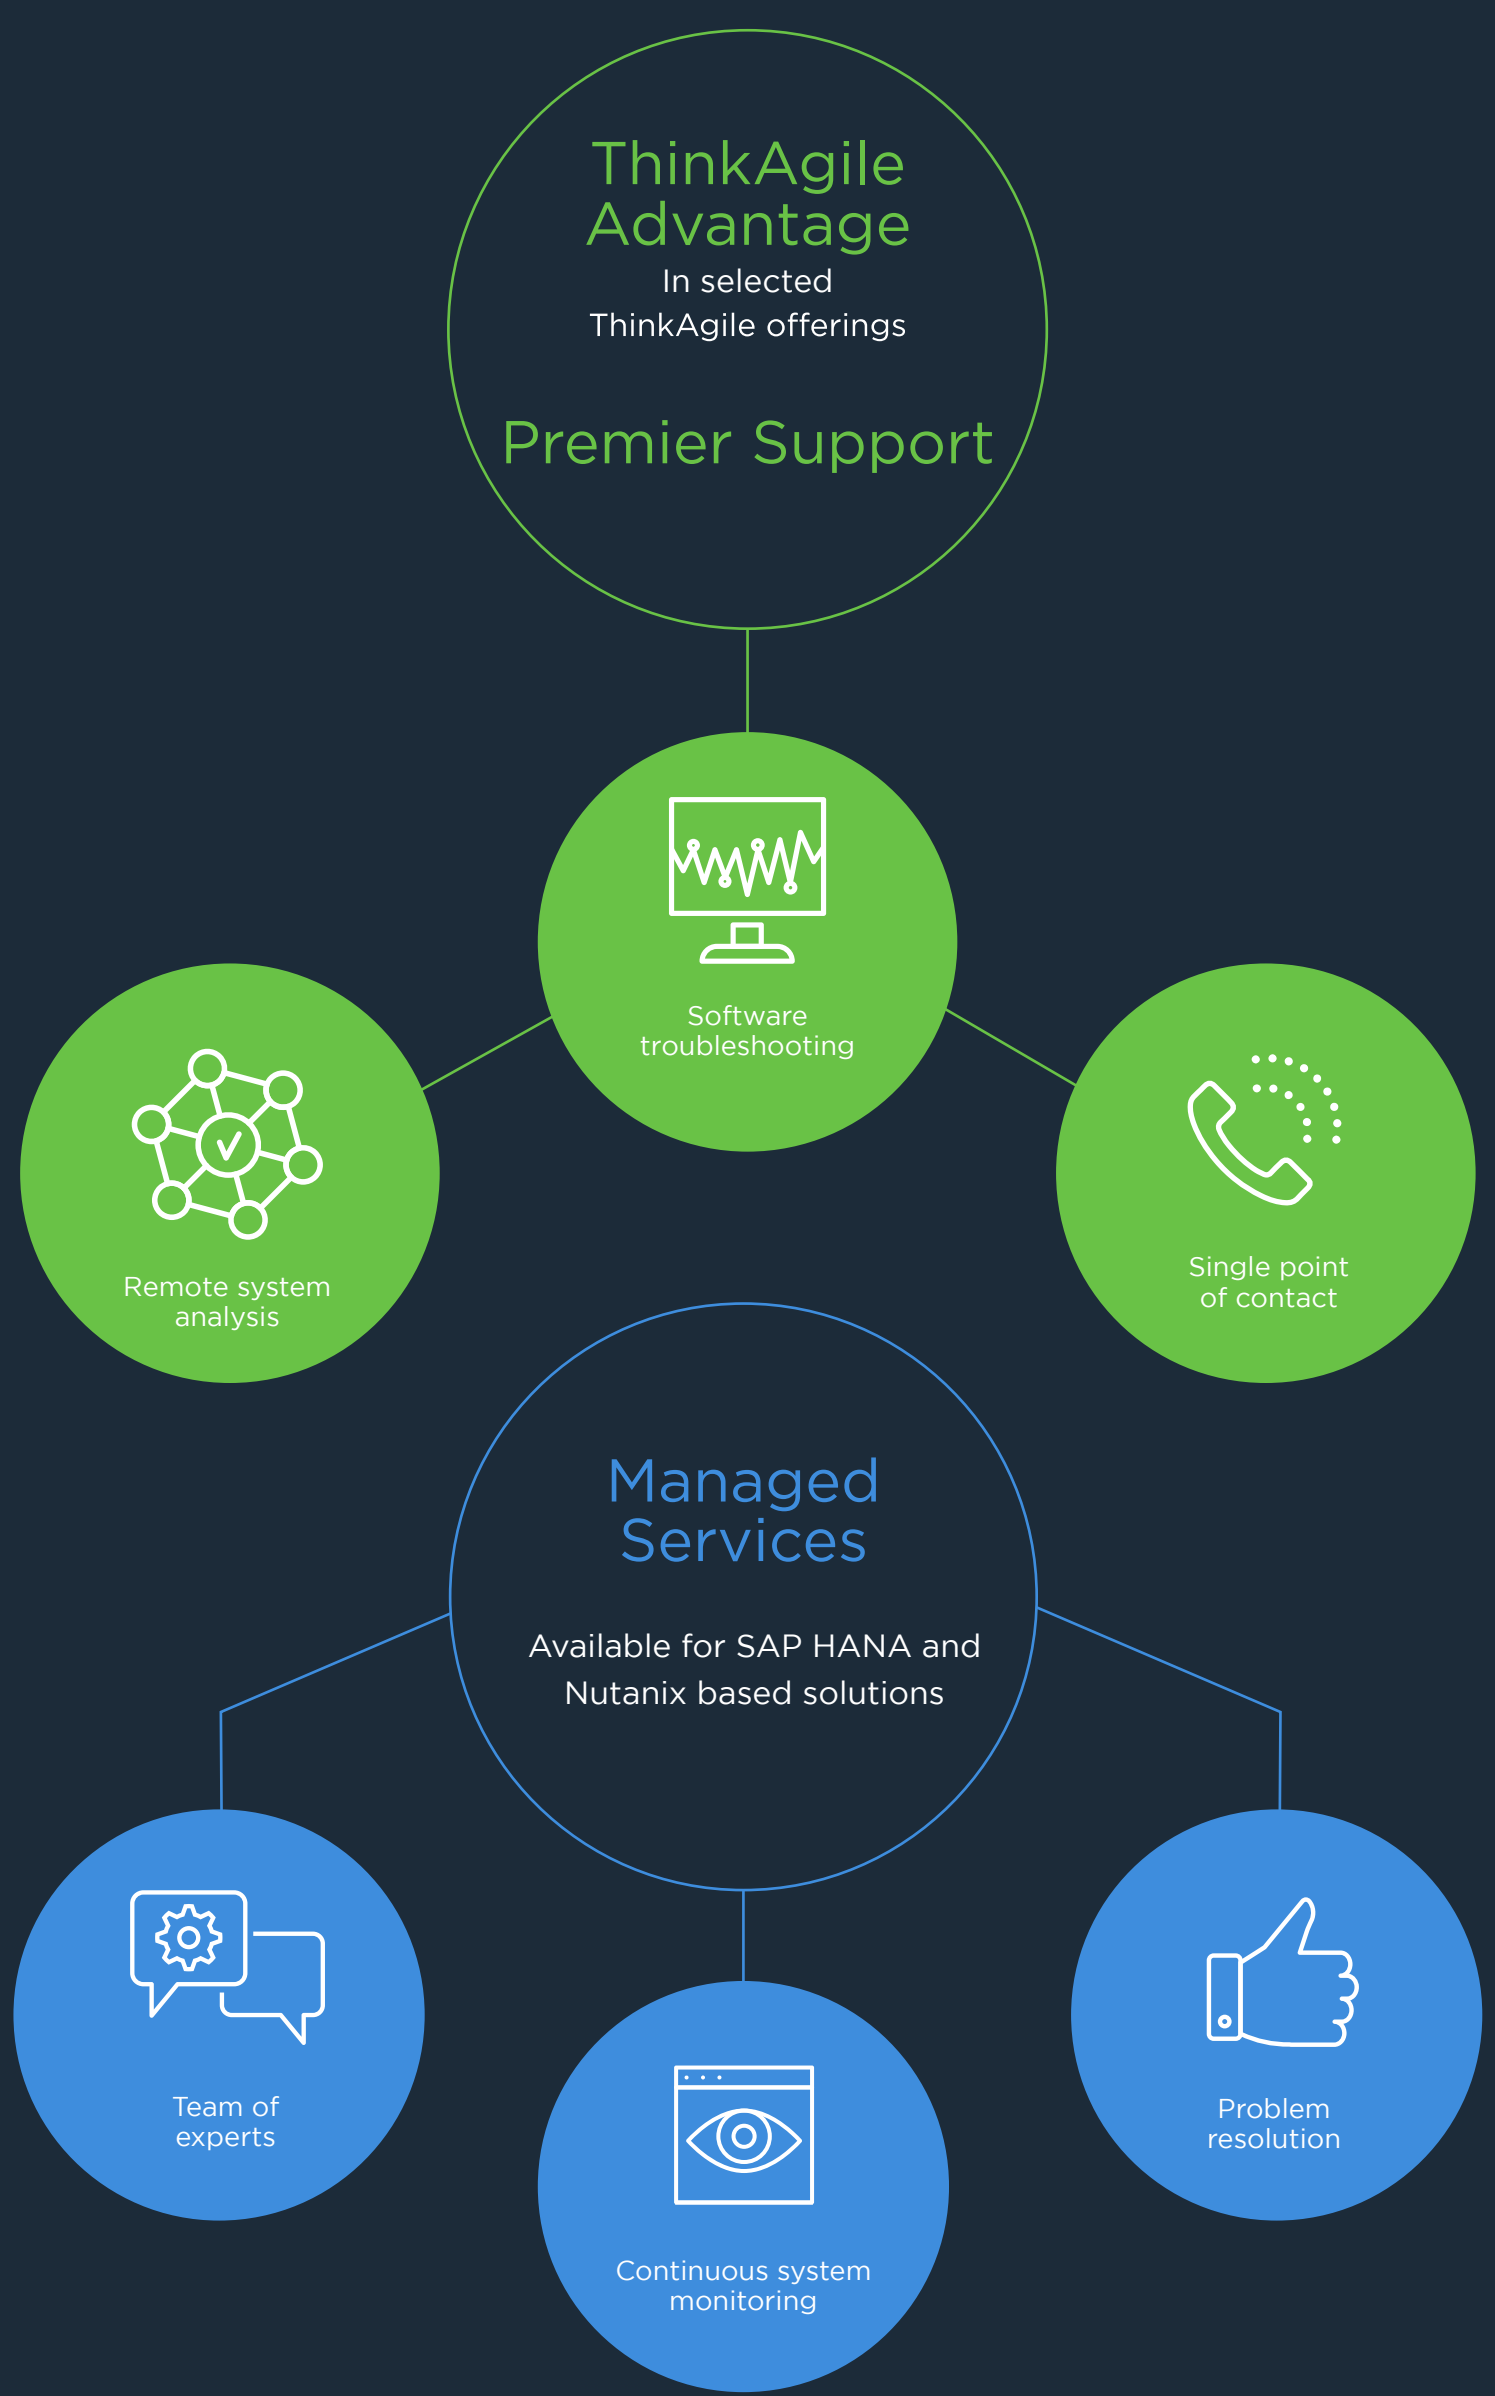 ThinkAgile
Advantage
In selected
ThinkAgile offerings
Premier Support
Software
troubleshooting
Remote system
analysis
Single point
of contact
Managed
Services
Available for SAP HANA and
Nutanix based solutions
Team of
experts
Continuous system
monitoring
Problem
resolution